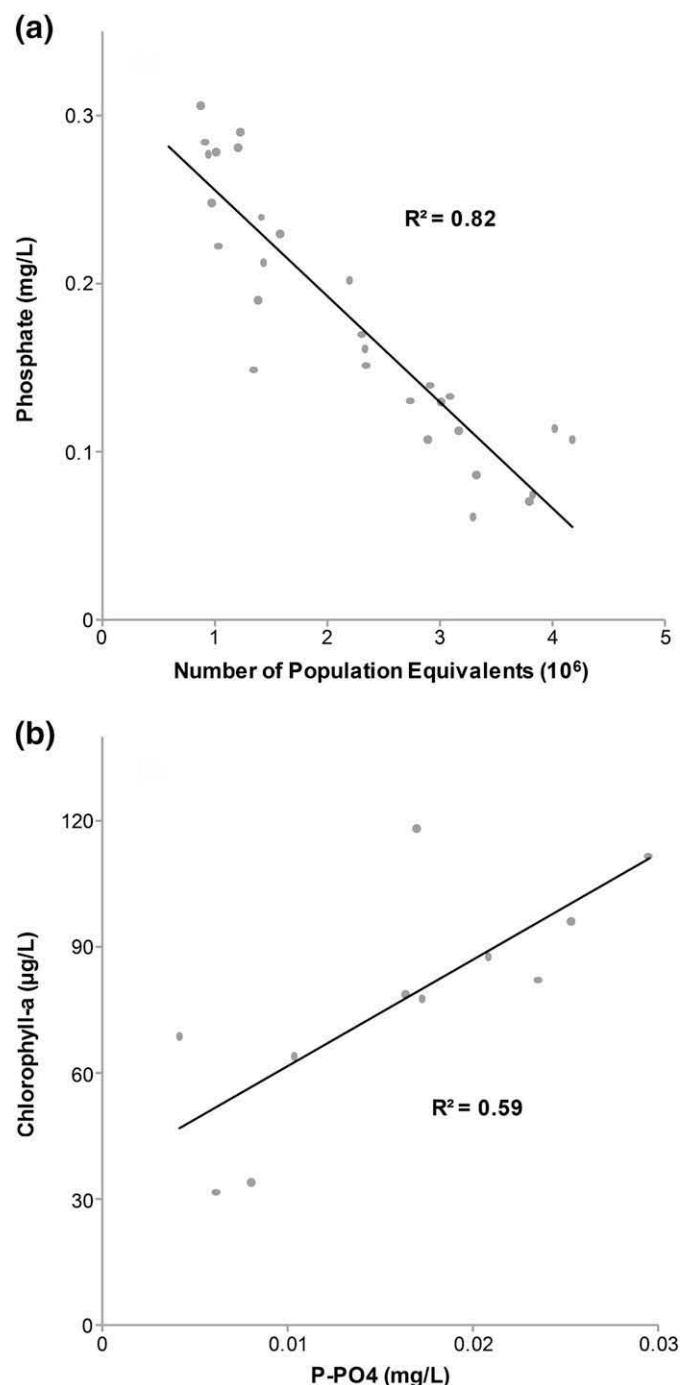 (a)
0.3
0.2
0.1
0
R² = 0.82
Phosphate (mg/L)
0 1 2 3 4 5
Number of Population Equivalents (10⁶)
(b)
120
90
60
30
0
R² = 0.59
Chlorophyll-a (µg/L)
0 0.01 0.02 0.03
P-PO4 (mg/L)